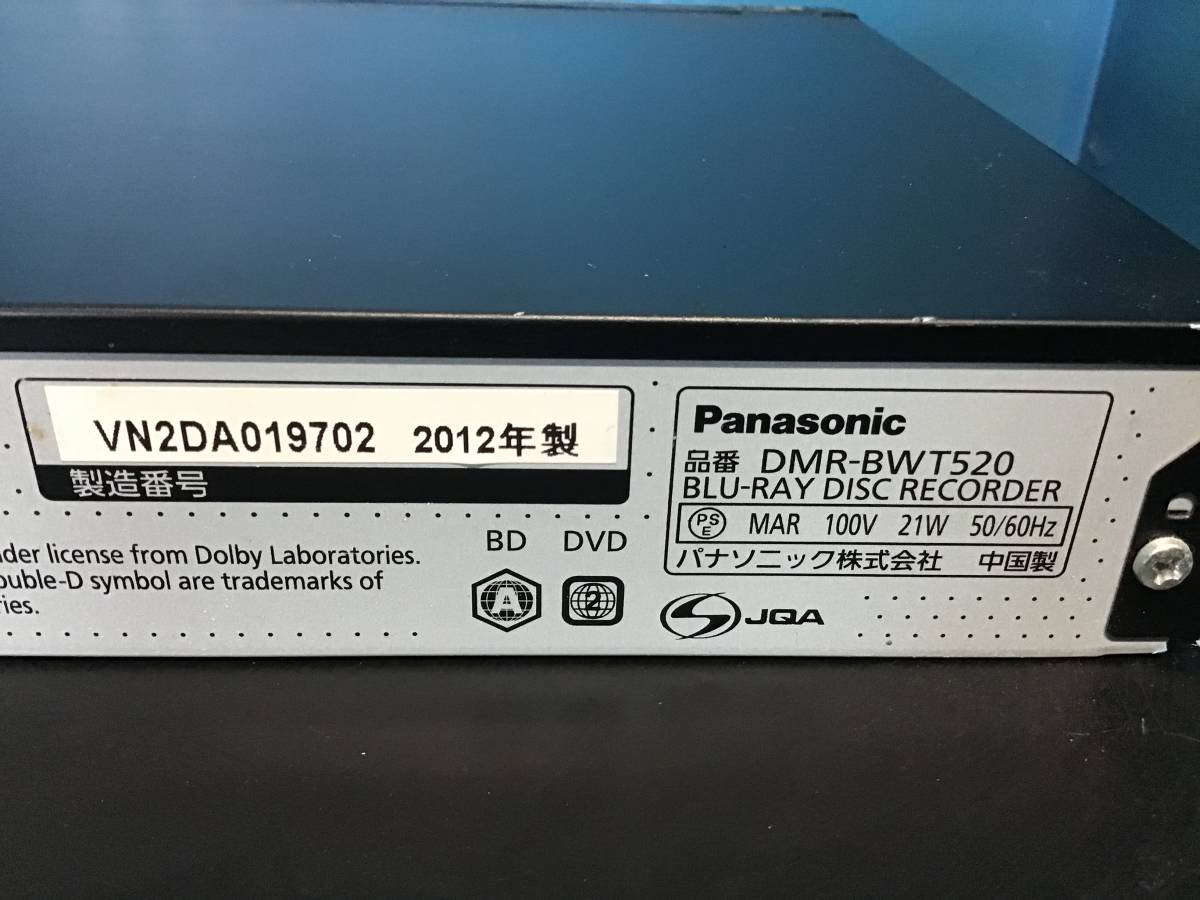 VN2DA019702 2012年製
製造番号
nder license from Dolby Laboratories.
ouble-D symbol are trademarks of
ries.
BD DVD
A 2
Panasonic
品番 DMR-BWT520
BLU-RAY DISC RECORDER
PSE MAR 100V 21W 50/60Hz
パナソニック株式会社 中国製
JQA